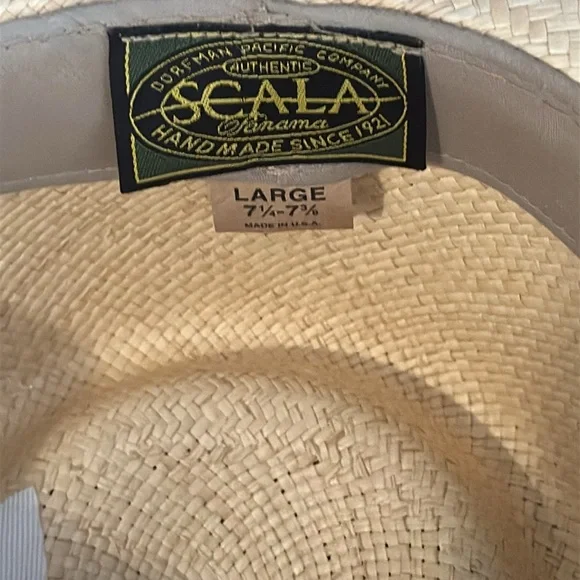 DORFMAN PACIFIC COMPANY
AUTHENTIC
SCALA
Panama
HAND MADE SINCE 1921
LARGE
7¼-7⅜
MADE IN U.S.A.